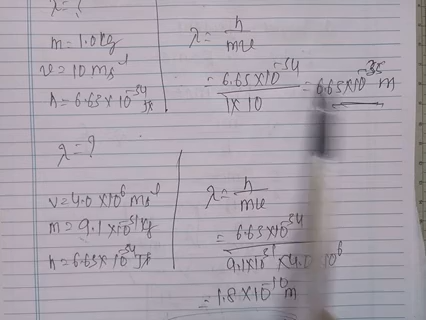 λ = ?
m = 1.0 kg
v = 10 ms⁻¹
h = 6.63 × 10⁻³⁴ Js
λ = h / mv
= 6.63 × 10⁻³⁴ / 1 × 10 = 6.63 × 10⁻³⁵ m
λ = ?
v = 4.0 × 10⁶ ms⁻¹
m = 9.1 × 10⁻³¹ kg
h = 6.63 × 10⁻³⁴ Js
λ = h / mv
= 6.63 × 10⁻³⁴ / 9.1 × 10⁻³¹ × 4.0 × 10⁶
= 1.8 × 10⁻¹⁰ m